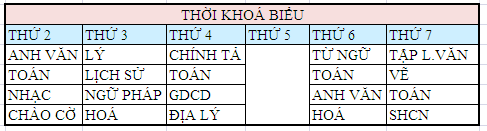 THỜI KHOÁ BIỂU
THỨ 2 THỨ 3 THỨ 4 THỨ 5 THỨ 6 THỨ 7
ANH VĂN LÝ CHÍNH TẢ TỪ NGỮ TẬP L.VĂN
TOÁN LỊCH SỬ TOÁN TOÁN VẼ
NHẠC NGỮ PHÁP GDCD ANH VĂN TOÁN
CHÀO CỜ HOÁ ĐỊA LÝ HOÁ SHCN